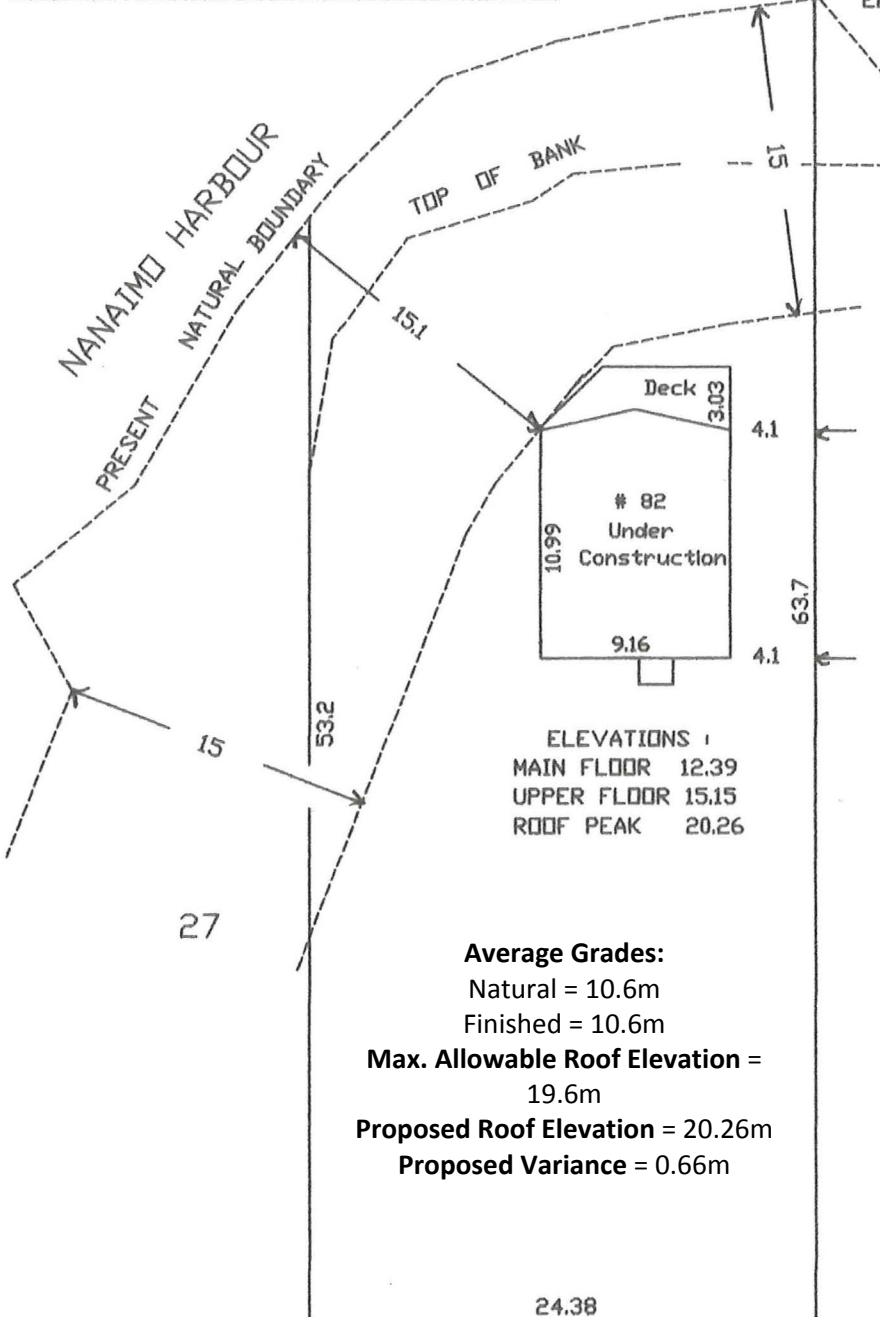 NANAIMO HARBOUR
PRESENT NATURAL BOUNDARY
TOP OF BANK
15
15.1
Deck
3.03
4.1
# 82
Under
Construction
10.99
9.16
4.1
63.7
53.2
15
ELEVATIONS :
MAIN FLOOR 12.39
UPPER FLOOR 15.15
ROOF PEAK 20.26
27
Average Grades:
Natural = 10.6m
Finished = 10.6m
Max. Allowable Roof Elevation =
19.6m
Proposed Roof Elevation = 20.26m
Proposed Variance = 0.66m
24.38